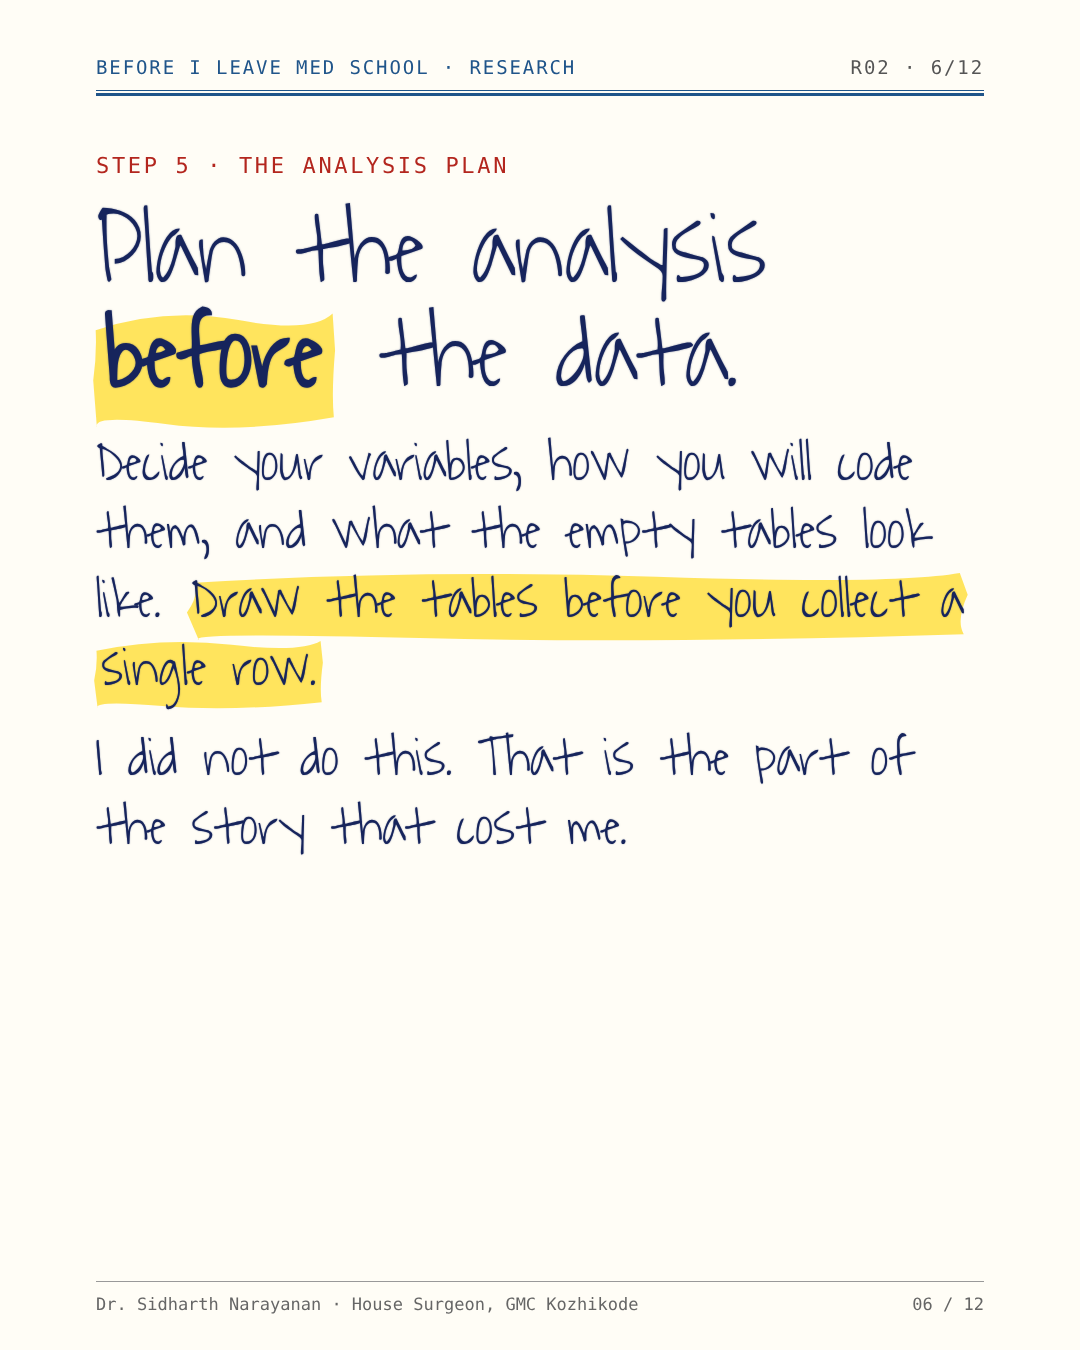 BEFORE I LEAVE MED SCHOOL · RESEARCH
R02 · 6/12
STEP 5 · THE ANALYSIS PLAN
Plan the analysis
before the data.
Decide your variables, how you will code
them, and what the empty tables look
like. Draw the tables before you collect a
single row.
I did not do this. That is the part of
the story that cost me.
Dr. Sidharth Narayanan · House Surgeon, GMC Kozhikode
06 / 12